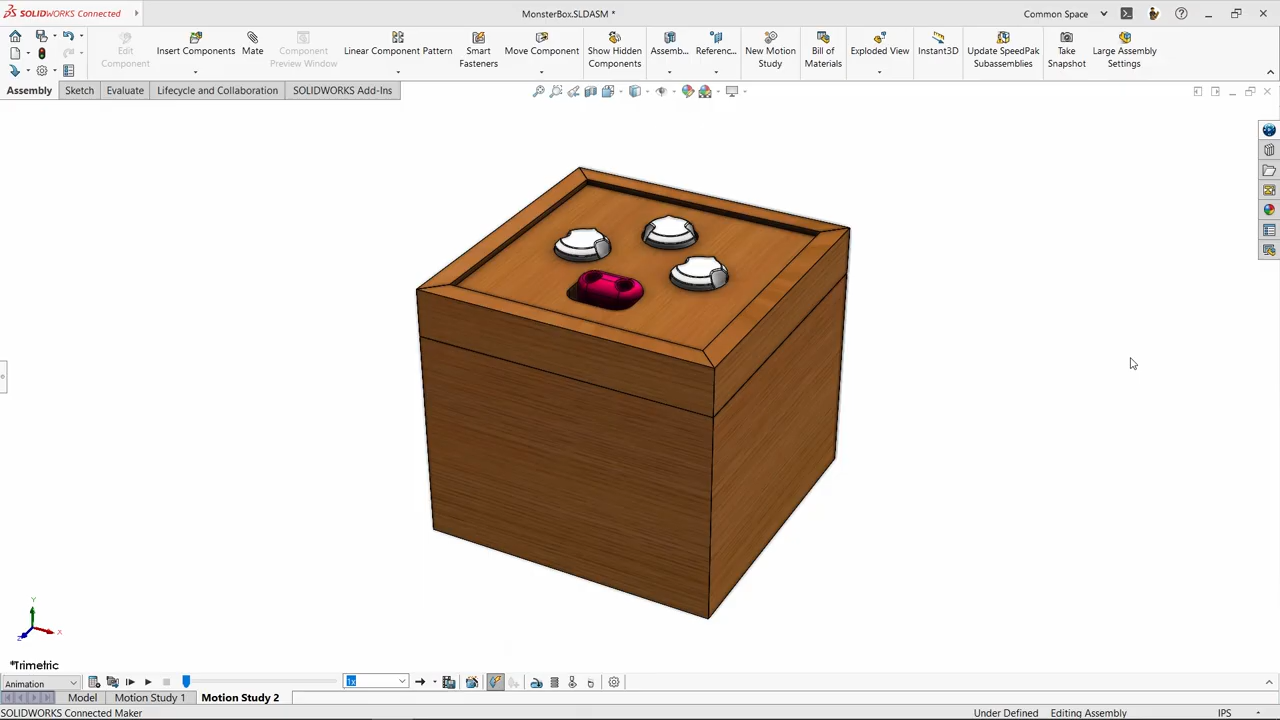 SOLIDWORKS Connected
MonsterBox.SLDASM *
Common Space
Edit Component
Insert Components
Mate
Component Preview Window
Linear Component Pattern
Smart Fasteners
Move Component
Show Hidden Components
Assemb...
Referenc...
New Motion Study
Bill of Materials
Exploded View
Instant3D
Update SpeedPak Subassemblies
Take Snapshot
Large Assembly Settings
Assembly
Sketch
Evaluate
Lifecycle and Collaboration
SOLIDWORKS Add-Ins
Y
X
Z
*Trimetric
Animation
1x
Model
Motion Study 1
Motion Study 2
SOLIDWORKS Connected Maker
Under Defined
Editing Assembly
IPS